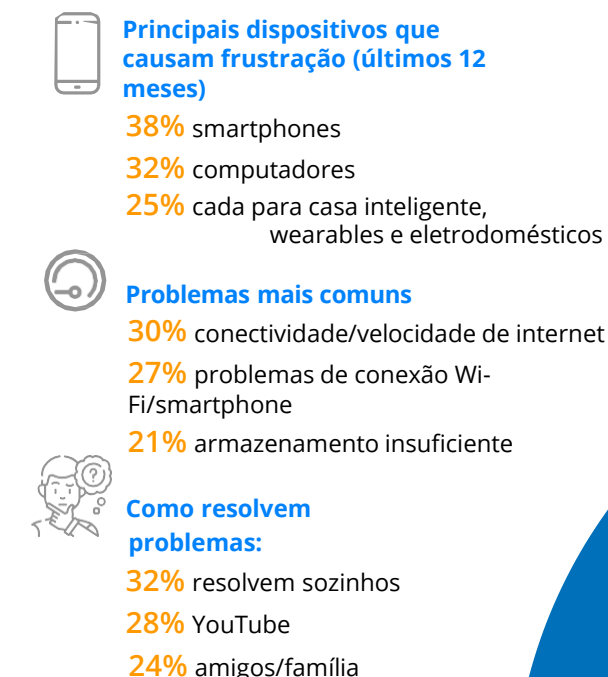 Principais dispositivos que
causam frustração (últimos 12
meses)
38% smartphones
32% computadores
25% cada para casa inteligente,
wearables e eletrodomésticos
Problemas mais comuns
30% conectividade/velocidade de internet
27% problemas de conexão Wi-
Fi/smartphone
21% armazenamento insuficiente
?
Como resolvem
problemas:
32% resolvem sozinhos
28% YouTube
24% amigos/família